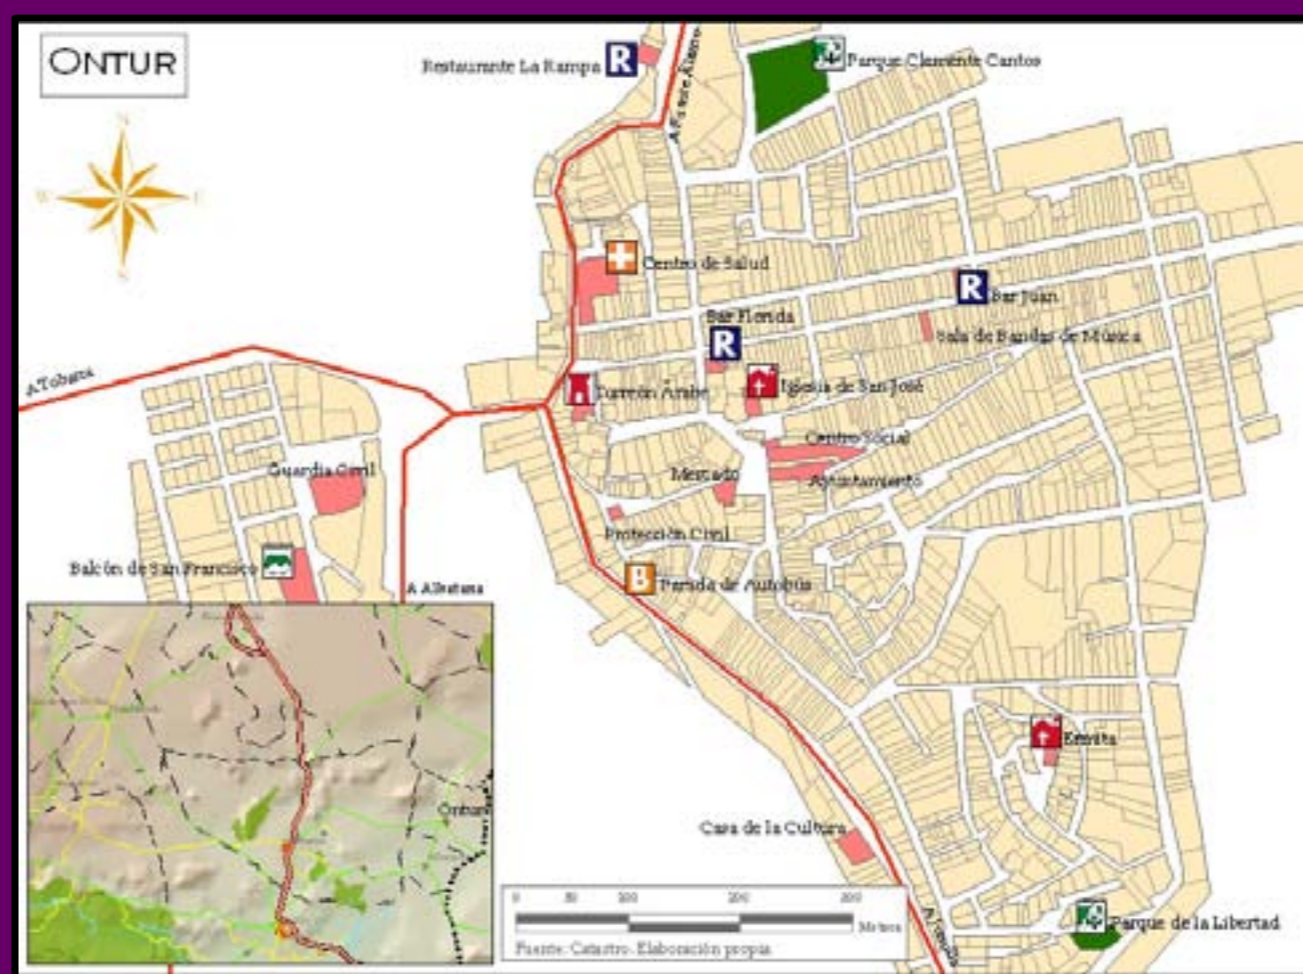 ONTUR
N
W
E
S
Restaurante La Rampa
R
A Fuente Álamo
Parque Clemente Cantos
Centro de Salud
R
Bar Juan
Bar Florida
R
Sala de Bandas de Música
A Tobarra
Torreón Árabe
Iglesia de San José
Centro Social
Guardia Civil
Mercado
Ayuntamiento
Protección Civil
Balcón de San Francisco
B
Parada de Autobús
A Albatana
Ontur
Ermita
Casa de la Cultura
0 50 100 200 300
Metros
Fuente: Catastro. Elaboración propia
Parque de la Libertad